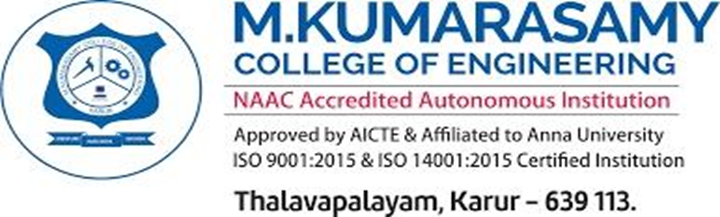 M.KUMARASAMY
COLLEGE OF ENGINEERING
NAAC Accredited Autonomous Institution
Approved by AICTE & Affiliated to Anna University
ISO 9001:2015 & ISO 14001:2015 Certified Institution
Thalavapalayam, Karur – 639 113.